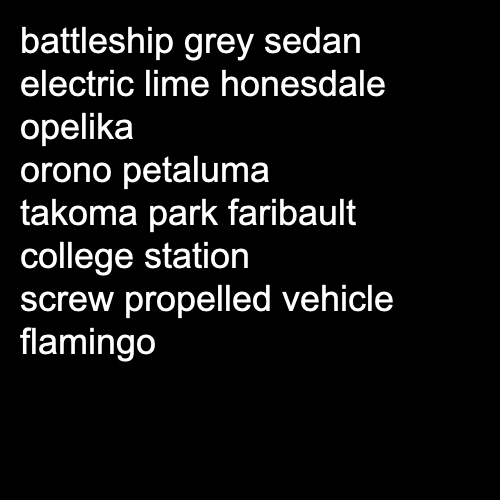 battleship grey sedan
electric lime honesdale
opelika
orono petaluma
takoma park faribault
college station
screw propelled vehicle
flamingo